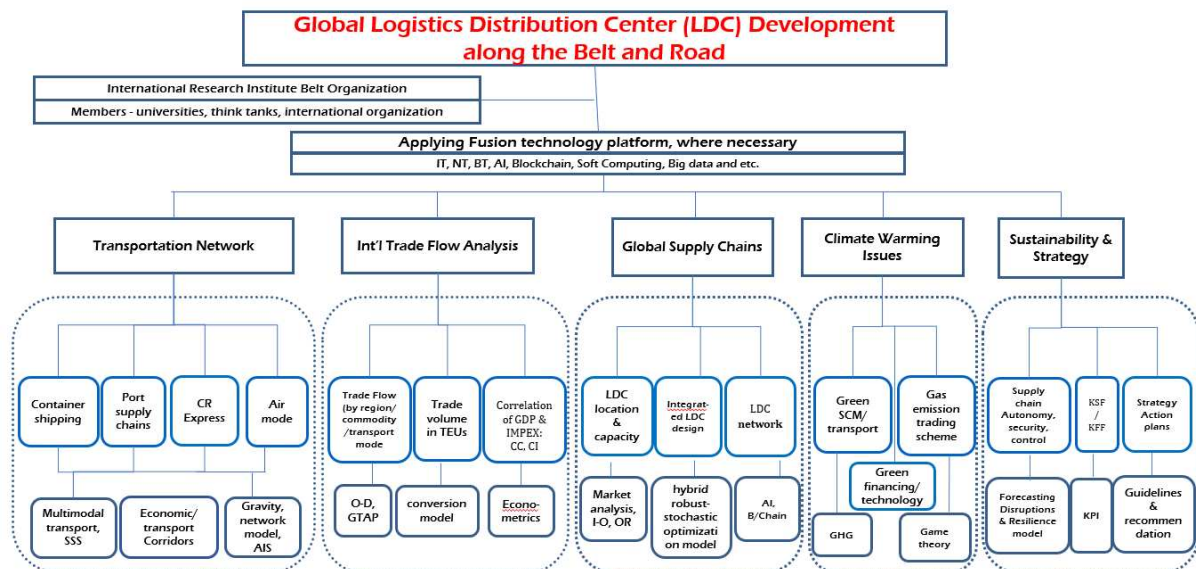 Global Logistics Distribution Center (LDC) Development
along the Belt and Road
International Research Institute Belt Organization
Members - universities, think tanks, international organization
Applying Fusion technology platform, where necessary
IT, NT, BT, AI, Blockchain, Soft Computing, Big data and etc.
Transportation Network
Int'l Trade Flow Analysis
Global Supply Chains
Climate Warming
Issues
Sustainability &
Strategy
Container
shipping
Port
supply
chains
CR
Express
Air
mode
Multimodal
transport,
SSS
Economic/
transport
Corridors
Gravity,
network
model, AIS
Trade Flow
(by region/
commodity
/transport
mode
Trade
volume
in TEUs
Correlation
of GDP &
IMPEX:
CC, CI
O-D,
GTAP
conversion
model
Econo-
metrics
LDC
location
&
capacity
Integrat-
ed LDC
design
LDC
network
Market
analysis,
I-O, OR
hybrid
robust-
stochastic
optimizati
on model
AI,
B/Chain
Green
SCM/
transport
Gas
emission
trading
scheme
Green
financing/
technology
GHG
Game
theory
Supply
chain
Autonomy,
security,
control
KSF
/
KFF
Strategy
Action
plans
Forecasting
Disruptions
& Resilience
model
KPI
Guidelines
&
recommen
dation